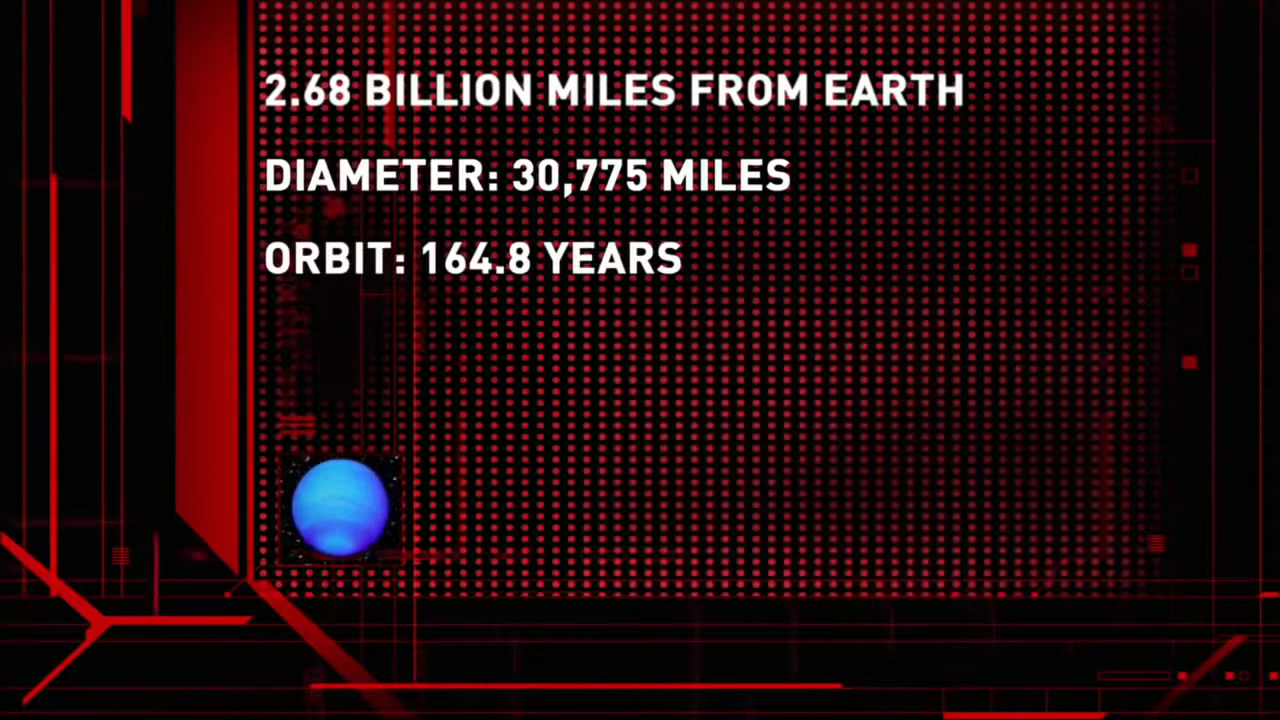 2.68 BILLION MILES FROM EARTH
DIAMETER: 30,775 MILES
ORBIT: 164.8 YEARS